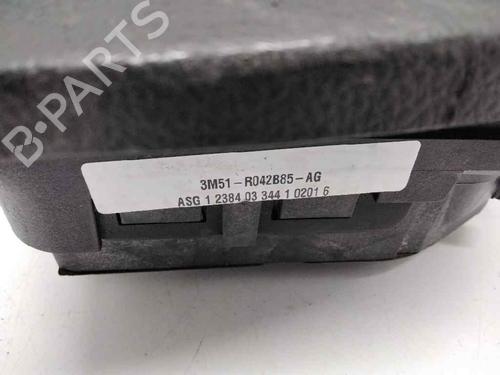 B-PARTS
3M51-R042B85-AG
ASG 1 2384 03 344 1 0201 6